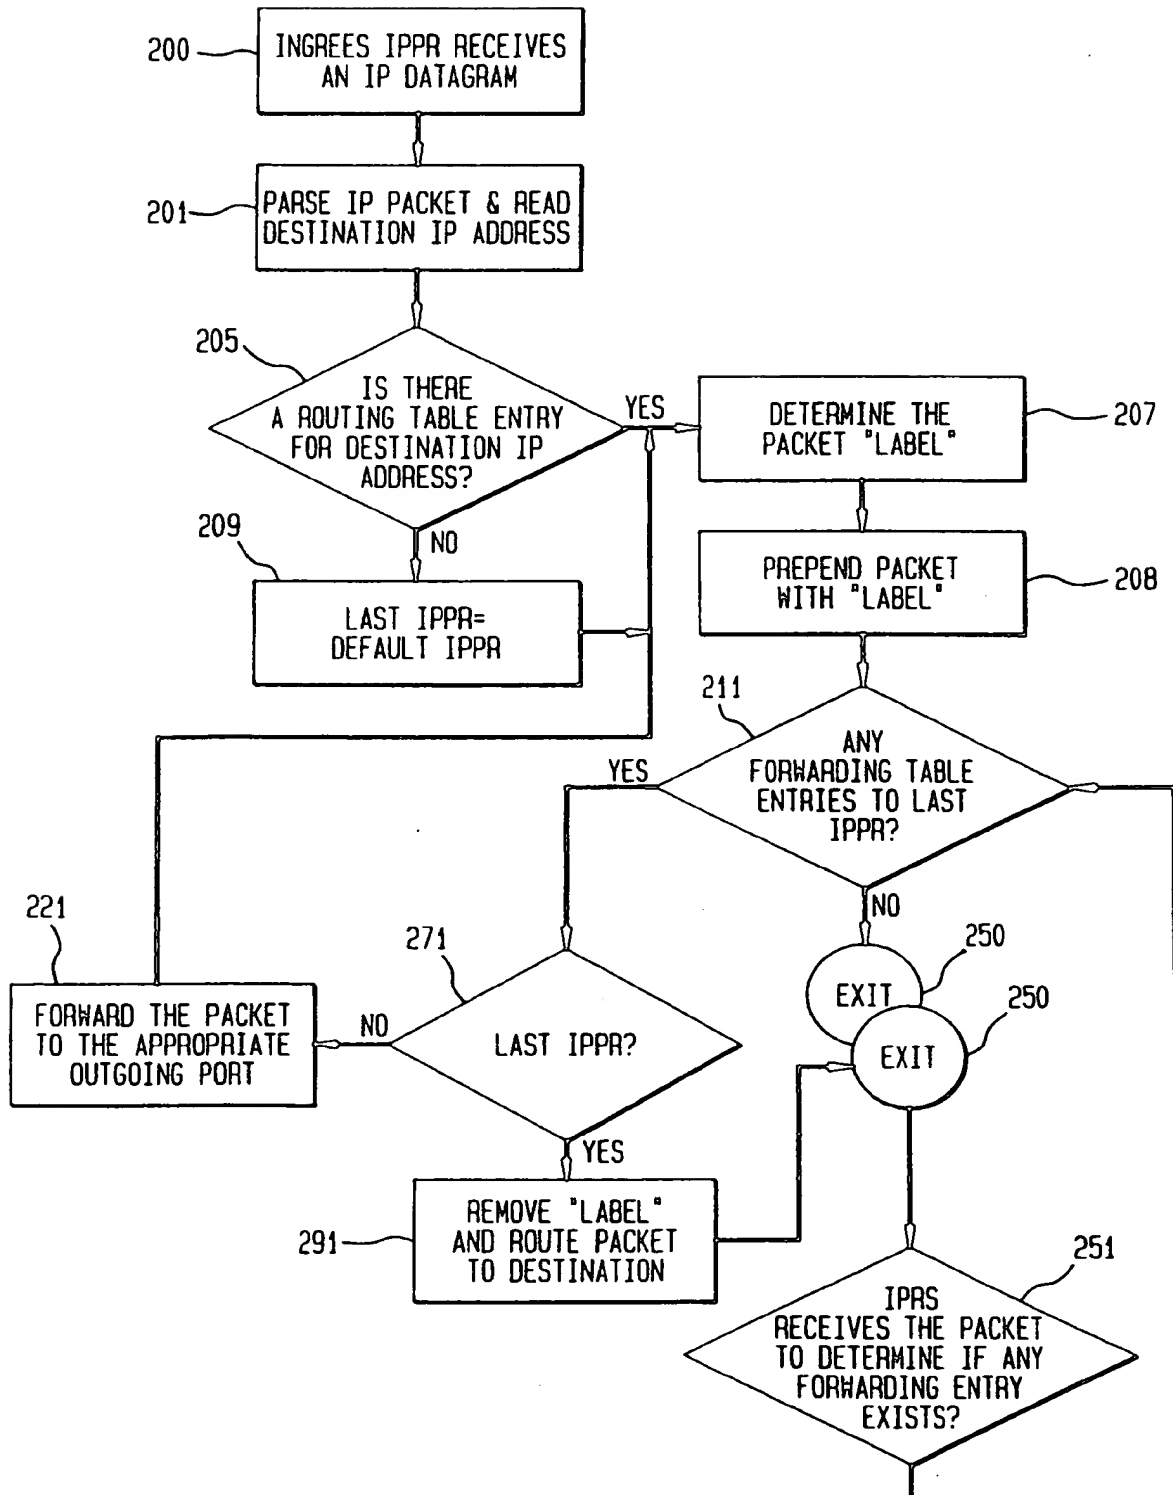 200
INGREES IPPR RECEIVES
AN IP DATAGRAM
201
PARSE IP PACKET & READ
DESTINATION IP ADDRESS
205
IS THERE
A ROUTING TABLE ENTRY
FOR DESTINATION IP
ADDRESS?
YES
NO
DETERMINE THE
PACKET "LABEL"
207
209
LAST IPPR=
DEFAULT IPPR
PREPEND PACKET
WITH "LABEL"
208
211
ANY
FORWARDING TABLE
ENTRIES TO LAST
IPPR?
YES
NO
221
FORWARD THE PACKET
TO THE APPROPRIATE
OUTGOING PORT
NO
271
LAST IPPR?
YES
250
EXIT
250
EXIT
291
REMOVE "LABEL"
AND ROUTE PACKET
TO DESTINATION
251
IPRS
RECEIVES THE PACKET
TO DETERMINE IF ANY
FORWARDING ENTRY
EXISTS?